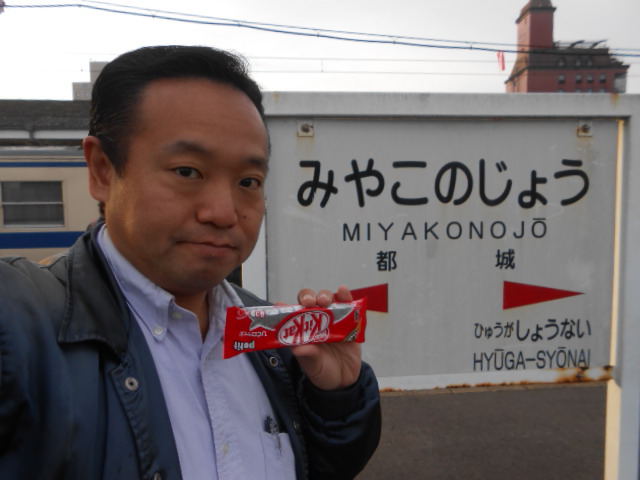 みやこのじょう
MIYAKONOJŌ
都 城
ひゅうがしょうない
HYŪGA-SYŌNAI
KitKat
petit